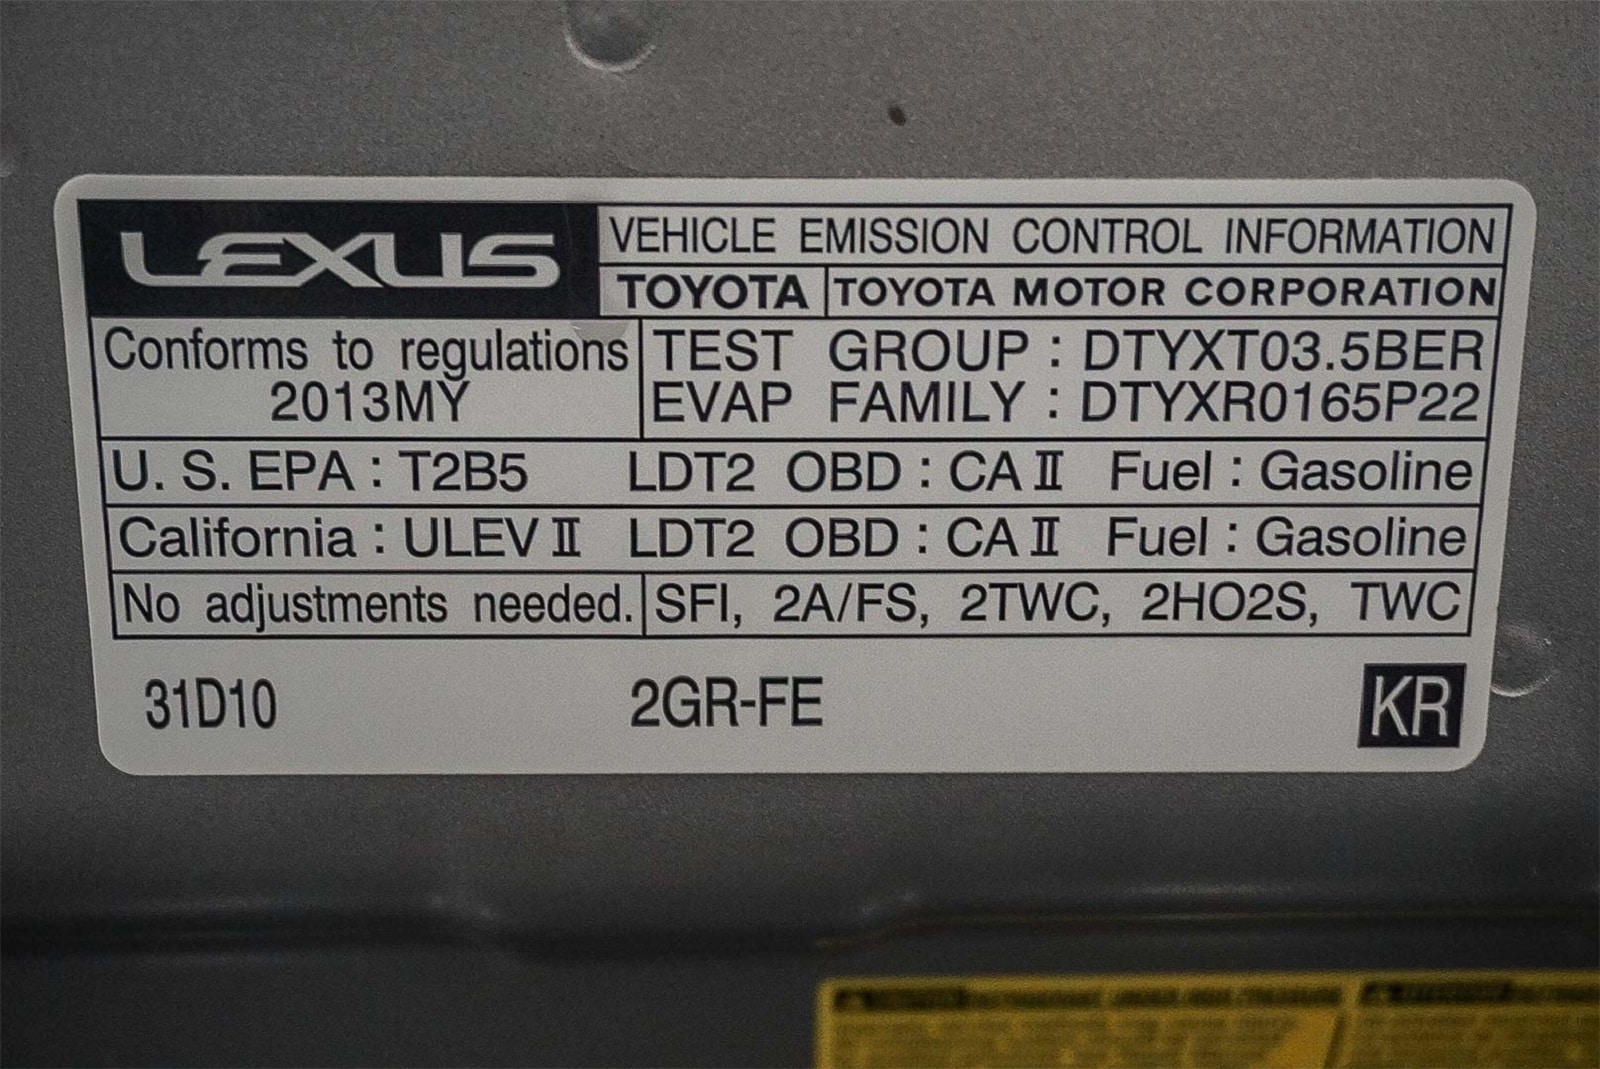 LEXUS VEHICLE EMISSION CONTROL INFORMATION
TOYOTA TOYOTA MOTOR CORPORATION
Conforms to regulations
2013MY
TEST GROUP : DTYXT03.5BER
EVAP FAMILY : DTYXR0165P22
U. S. EPA : T2B5 LDT2 OBD : CA II Fuel : Gasoline
California : ULEV II LDT2 OBD : CA II Fuel : Gasoline
No adjustments needed. SFI, 2A/FS, 2TWC, 2HO2S, TWC
31D10 2GR-FE KR